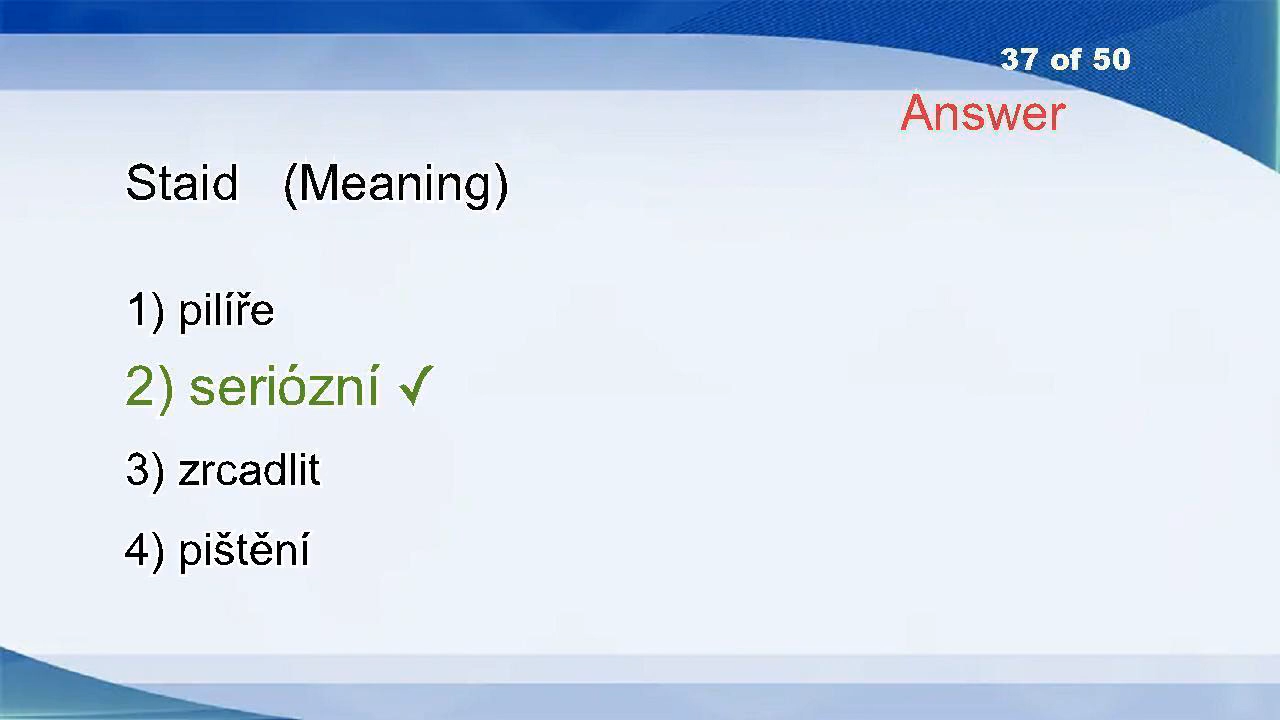 37 of 50
Answer
Staid (Meaning)
1) pilíře
2) seriózní ✓
3) zrcadlit
4) pištění